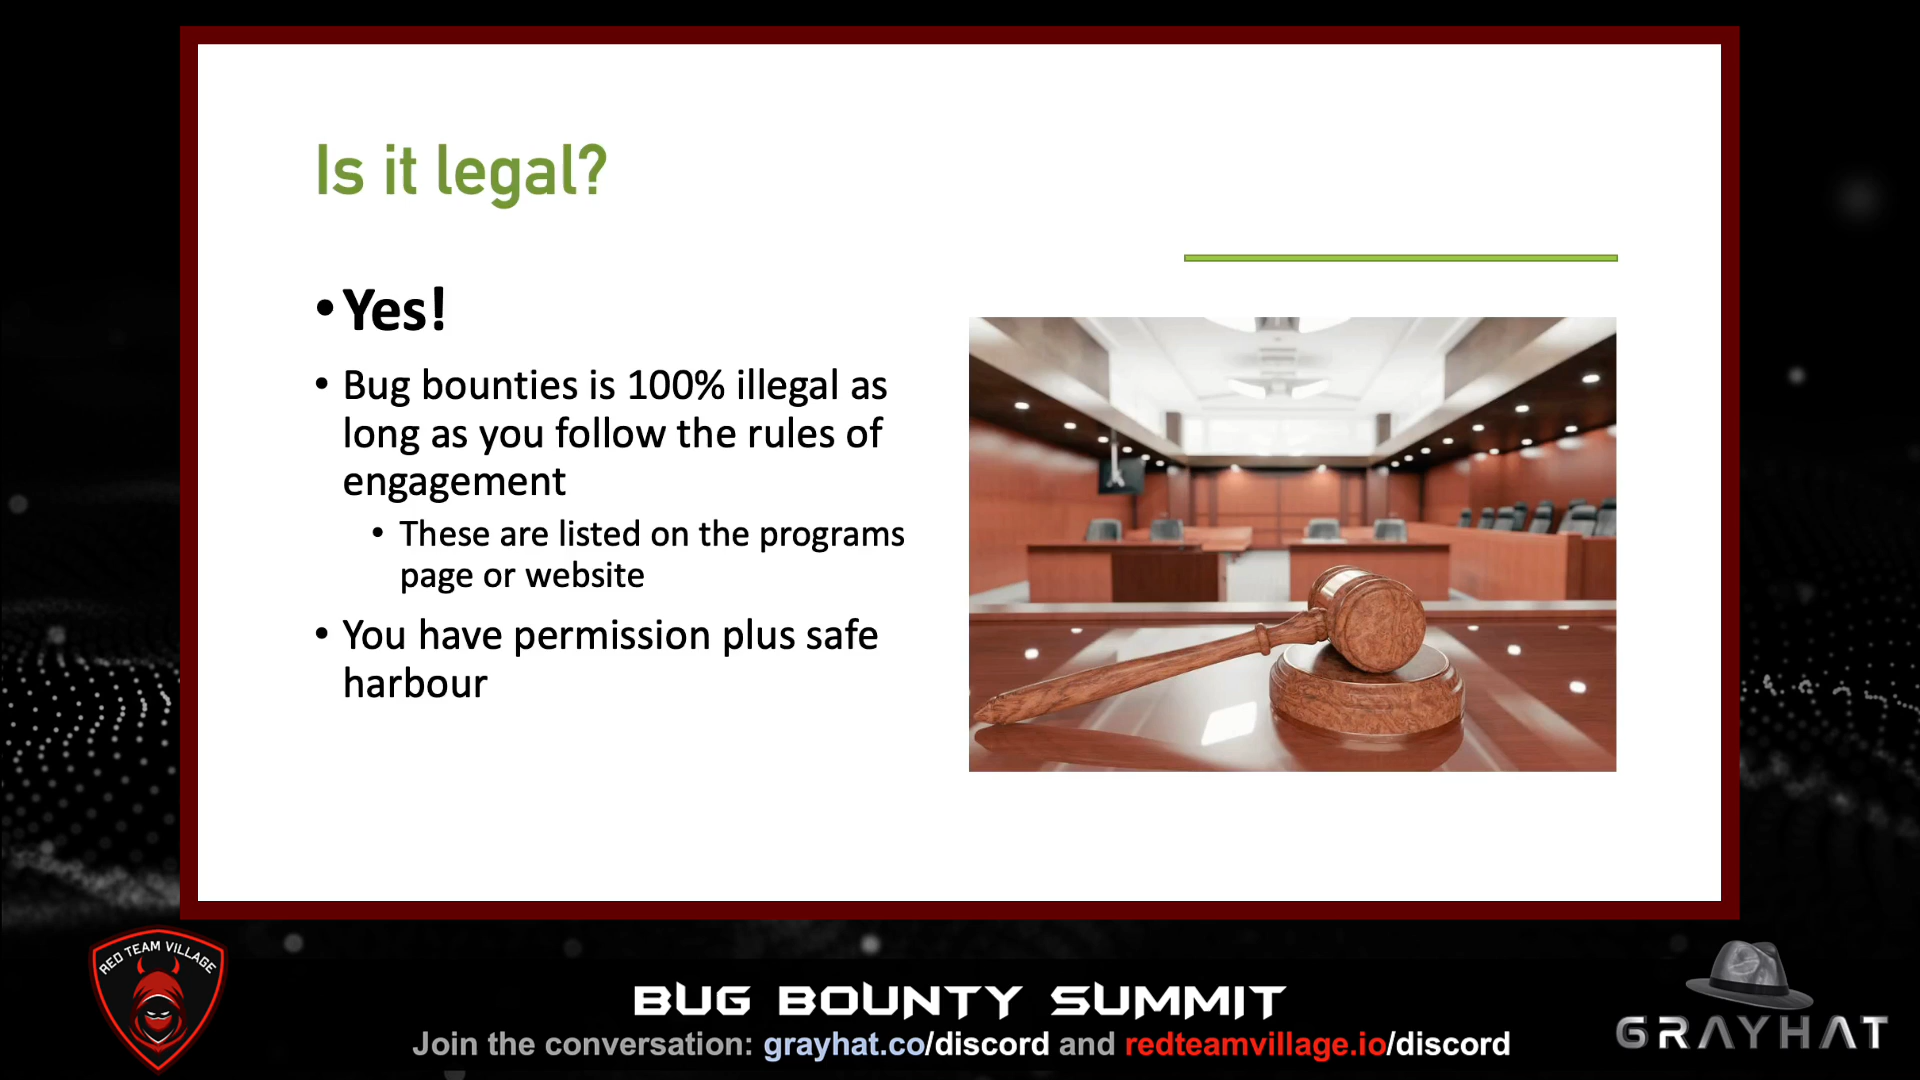 Is it legal?
• Yes!
• Bug bounties is 100% illegal as
long as you follow the rules of
engagement
• These are listed on the programs
page or website
• You have permission plus safe
harbour
RED TEAM VILLAGE
BUG BOUNTY SUMMIT
Join the conversation: grayhat.co/discord and redteamvillage.io/discord
GRAYHAT